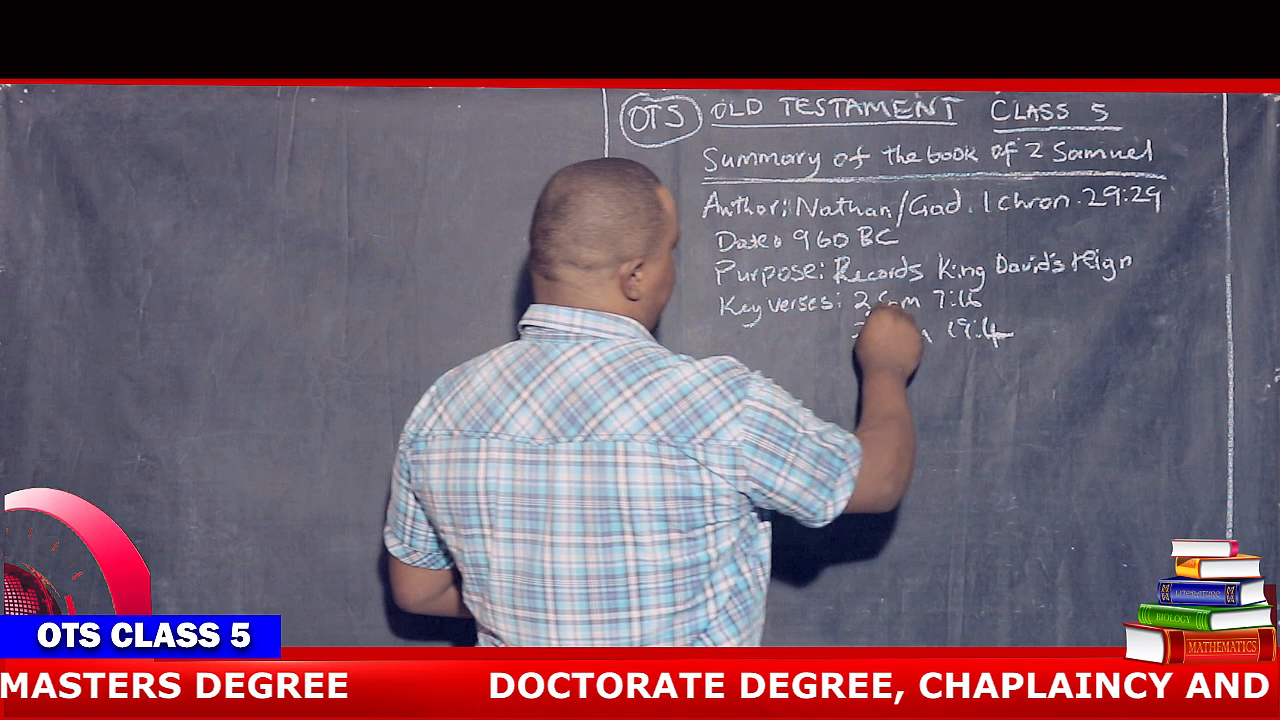 OTS OLD TESTAMENT CLASS 5
Summary of the book of 2 Samuel
Author: Nathan/Gad. 1 chron. 29:29
Date: 960 BC
Purpose: Records King David's reign
Key verses: 2 Sam 7:16
19:4
OTS CLASS 5
LITERATURE
BIOLOGY
MATHEMATICS
MASTERS DEGREE DOCTORATE DEGREE, CHAPLAINCY AND